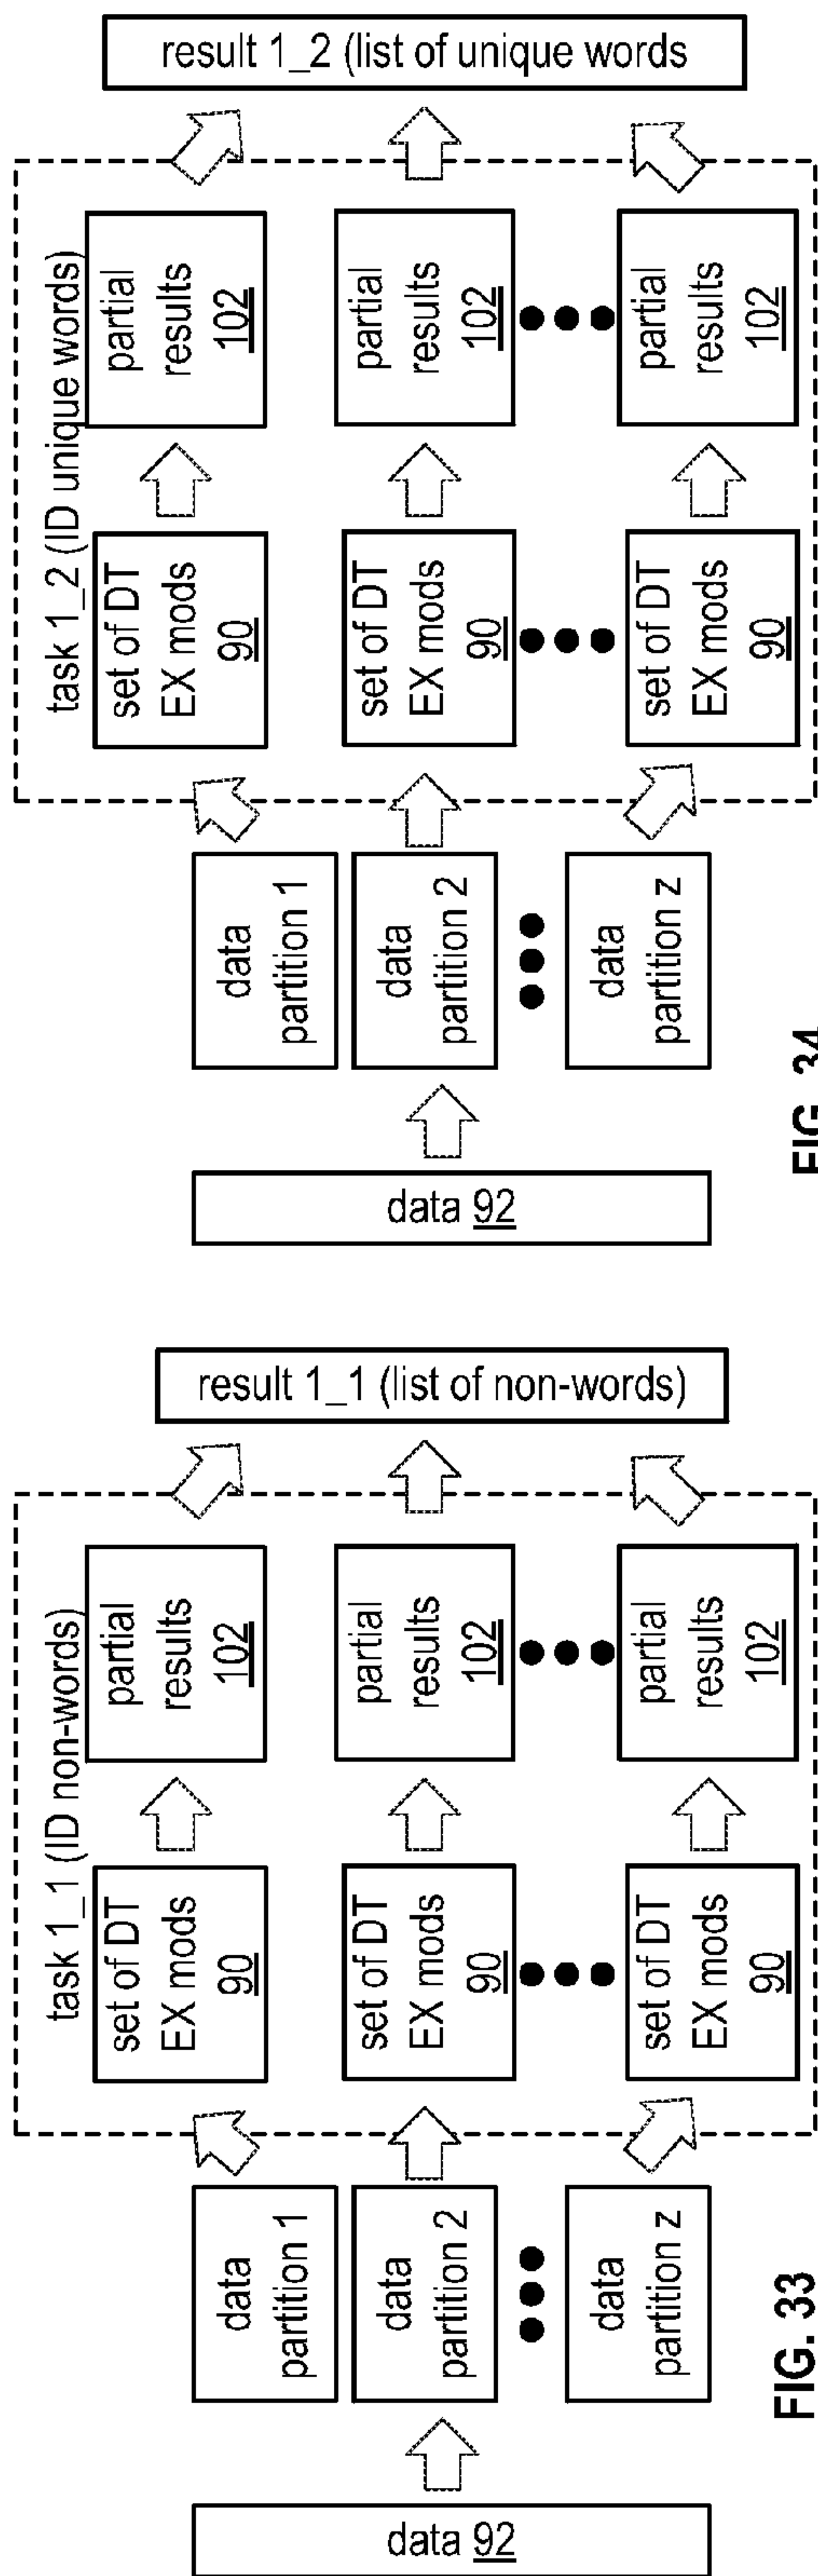 data 92
data
partition 1
data
partition 2
data
partition z
task 1_1 (ID non-words)
set of DT
EX mods
90
set of DT
EX mods
90
set of DT
EX mods
90
partial
results
102
partial
results
102
partial
results
102
result 1_1 (list of non-words)
FIG. 33
data 92
data
partition 1
data
partition 2
data
partition z
task 1_2 (ID unique words)
set of DT
EX mods
90
set of DT
EX mods
90
set of DT
EX mods
90
partial
results
102
partial
results
102
partial
results
102
result 1_2 (list of unique words
FIG. 34